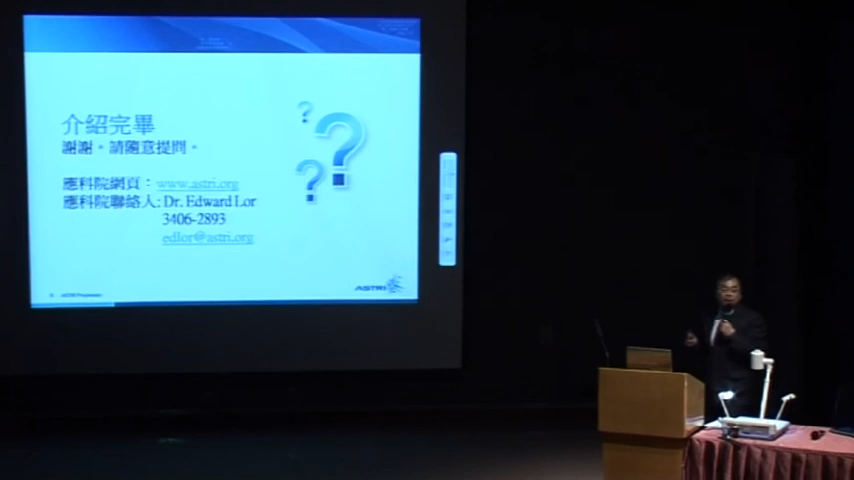 介紹完畢
謝謝。請隨意提問。
應科院網頁：www.astri.org
應科院聯絡人: Dr. Edward Lor
3406-2893
edlor@astri.org
ASTRI